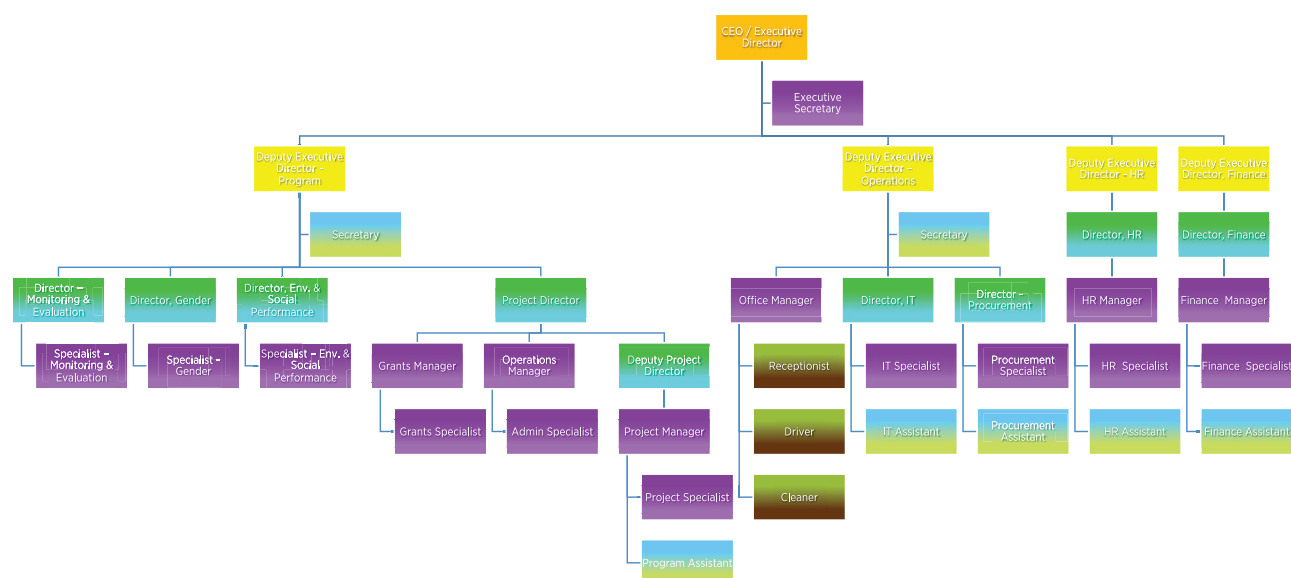 CEO / Executive
Director
Executive
Secretary
Deputy Executive
Director -
Program
Deputy Executive
Director –
Operations
Deputy Executive
Director - HR
Deputy Executive
Director, Finance
Secretary
Secretary
Director, HR
Director, Finance
Director –
Monitoring &
Evaluation
Director, Gender
Director, Env. &
Social
Performance
Project Director
Office Manager
Director, IT
Director –
Procurement
HR Manager
Finance Manager
Specialist –
Monitoring &
Evaluation
Specialist –
Gender
Specialist – Env. &
Social
Performance
Grants Manager
Operations
Manager
Deputy Project
Director
Receptionist
IT Specialist
Procurement
Specialist
HR Specialist
Finance Specialist
Grants Specialist
Admin Specialist
Project Manager
Driver
IT Assistant
Procurement
Assistant
HR Assistant
Finance Assistant
Project Specialist
Cleaner
Program Assistant